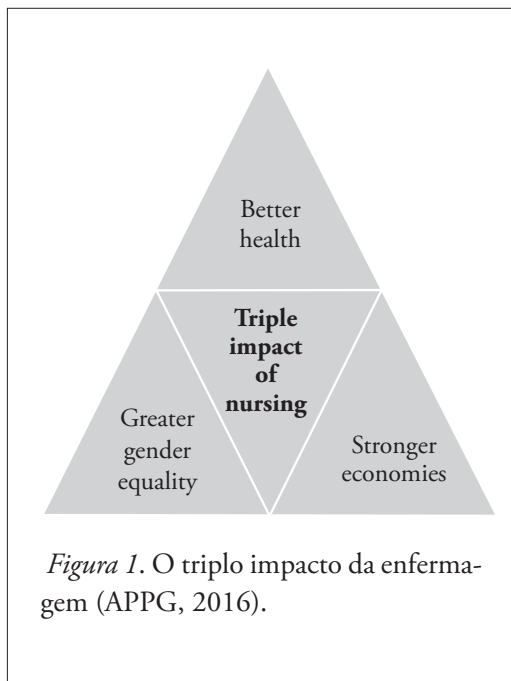 Better
health
Triple
impact
of
nursing
Greater
gender
equality
Stronger
economies
Figura 1. O triplo impacto da enferma-
gem (APPG, 2016).